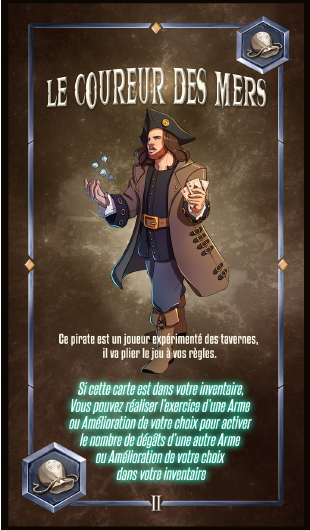 LE COUREUR DES MERS
Ce pirate est un joueur expérimenté des tavernes,
il va plier le jeu à vos règles.
Si cette carte est dans votre inventaire,
Vous pouvez réaliser l'exercice d'une Arme
ou Amélioration de votre choix pour activer
le nombre de dégâts d'une autre Arme
ou Amélioration de votre choix
dans votre inventaire
II